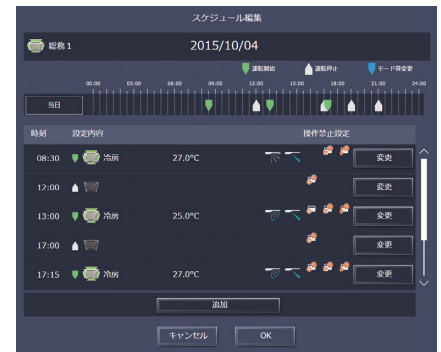 スケジュール編集
総務1 2015/10/04
運転開始 運転停止 モード等変更
00:00 03:00 06:00 09:00 12:00 15:00 18:00 21:00 24:00
当日
時刻 設定内容 操作禁止設定
08:30 冷房 27.0°C 変更
12:00 変更
13:00 冷房 25.0°C 変更
17:00 変更
17:15 冷房 27.0°C 変更
追加
キャンセル OK